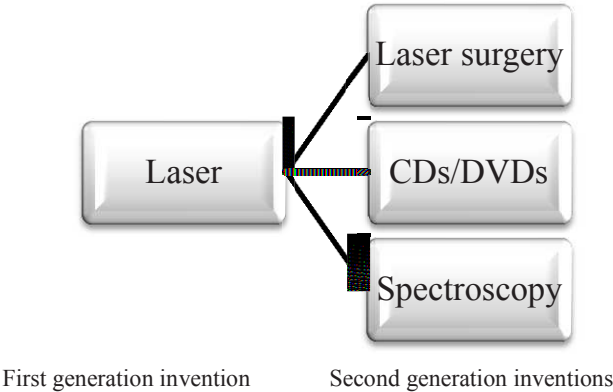 Laser surgery
Laser
CDs/DVDs
Spectroscopy
First generation invention
Second generation inventions